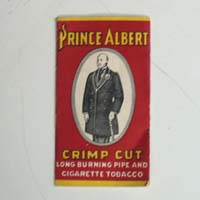 PRINCE ALBERT
CRIMP CUT
LONG BURNING PIPE AND
CIGARETTE TOBACCO